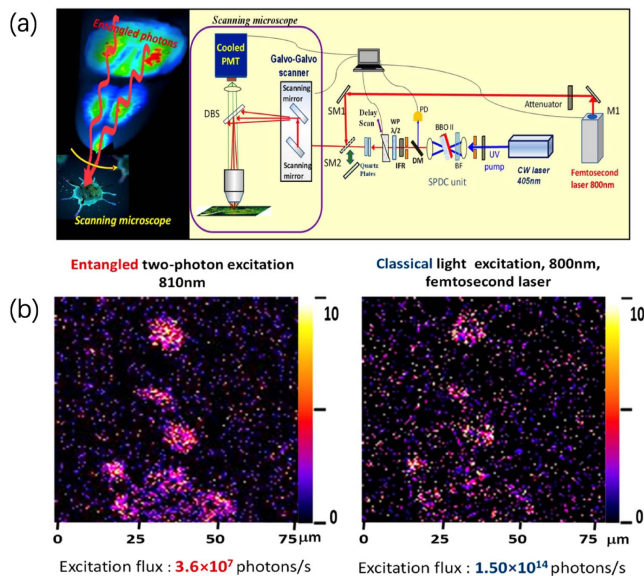 (a)
Entangled photons
Scanning microscope
Scanning microscope
Cooled
PMT
Galvo-Galvo
scanner
Scanning
mirror
DBS
Scanning
mirror
SM1
SM2
Delay
Scan
WP
λ/2
PD
Quartz
Plates
IFR
DM
BBO II
BF
SPDC unit
UV
pump
CW laser
405nm
Attenuator
M1
Femtosecond
laser 800nm
(b)
Entangled two-photon excitation
810nm
Classical light excitation, 800nm,
femtosecond laser
10
0
0 25 50 75 μm
10
0
0 25 50 75 μm
Excitation flux : 3.6×10⁷ photons/s
Excitation flux : 1.50×10¹⁴ photons/s